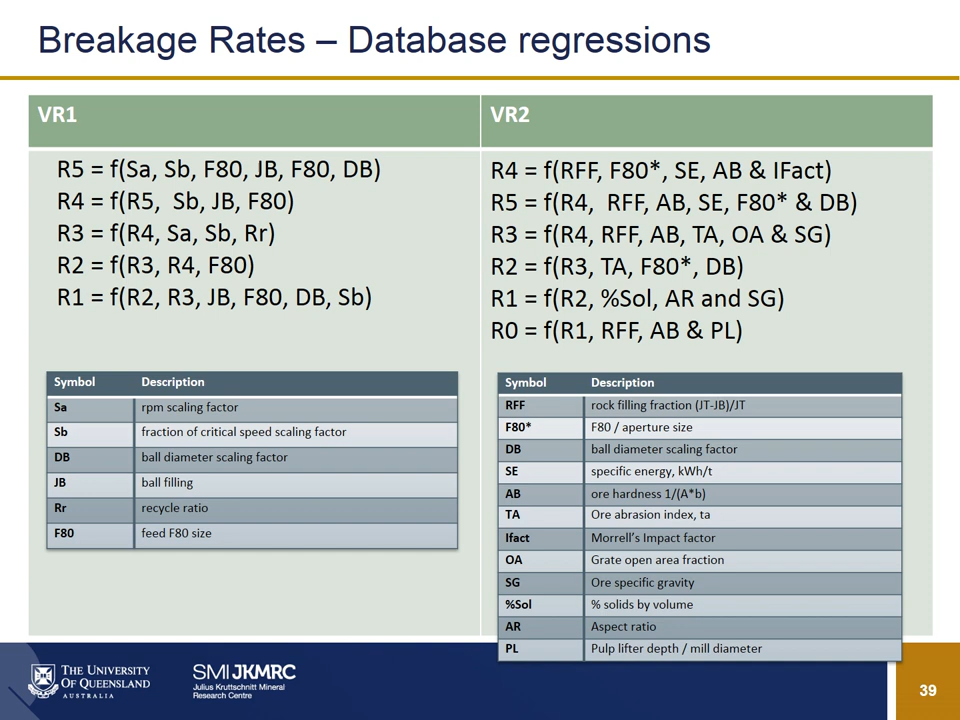 Breakage Rates – Database regressions
VR1
R5 = f(Sa, Sb, F80, JB, F80, DB)
R4 = f(R5, Sb, JB, F80)
R3 = f(R4, Sa, Sb, Rr)
R2 = f(R3, R4, F80)
R1 = f(R2, R3, JB, F80, DB, Sb)
Symbol Description
Sa rpm scaling factor
Sb fraction of critical speed scaling factor
DB ball diameter scaling factor
JB ball filling
Rr recycle ratio
F80 feed F80 size
VR2
R4 = f(RFF, F80*, SE, AB & IFact)
R5 = f(R4, RFF, AB, SE, F80* & DB)
R3 = f(R4, RFF, AB, TA, OA & SG)
R2 = f(R3, TA, F80*, DB)
R1 = f(R2, %Sol, AR and SG)
R0 = f(R1, RFF, AB & PL)
Symbol Description
RFF rock filling fraction (JT-JB)/JT
F80* F80 / aperture size
DB ball diameter scaling factor
SE specific energy, kWh/t
AB ore hardness 1/(A*b)
TA Ore abrasion index, ta
Ifact Morrell's Impact factor
OA Grate open area fraction
SG Ore specific gravity
%Sol % solids by volume
AR Aspect ratio
PL Pulp lifter depth / mill diameter
THE UNIVERSITY
OF QUEENSLAND
AUSTRALIA
SMI JKMRC
Julius Kruttschnitt Mineral
Research Centre
39